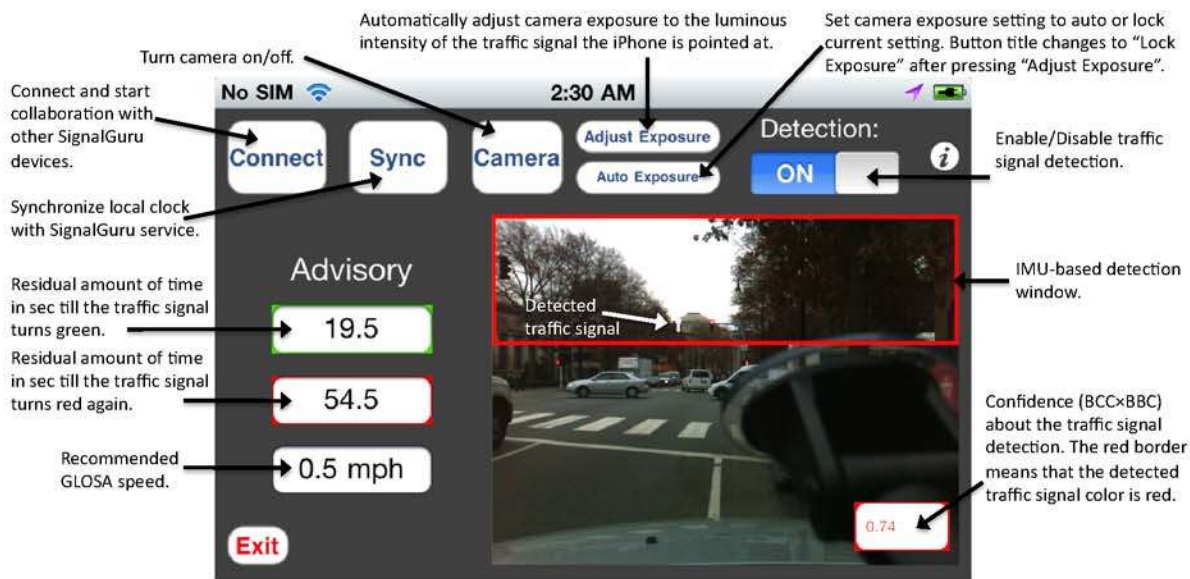 Automatically adjust camera exposure to the luminous
intensity of the traffic signal the iPhone is pointed at.
Set camera exposure setting to auto or lock
current setting. Button title changes to “Lock
Exposure” after pressing “Adjust Exposure”.
Turn camera on/off.
Connect and start
collaboration with
other SignalGuru
devices.
No SIM
2:30 AM
Connect
Sync
Camera
Adjust Exposure
Auto Exposure
Detection:
ON
i
Enable/Disable traffic
signal detection.
Synchronize local clock
with SignalGuru service.
Advisory
Residual amount of time
in sec till the traffic signal
turns green.
19.5
Detected
traffic signal
IMU-based detection
window.
Residual amount of time
in sec till the traffic signal
turns red again.
54.5
Recommended
GLOSA speed.
0.5 mph
Confidence (BCC×BBC)
about the traffic signal
detection. The red border
means that the detected
traffic signal color is red.
0.74
Exit